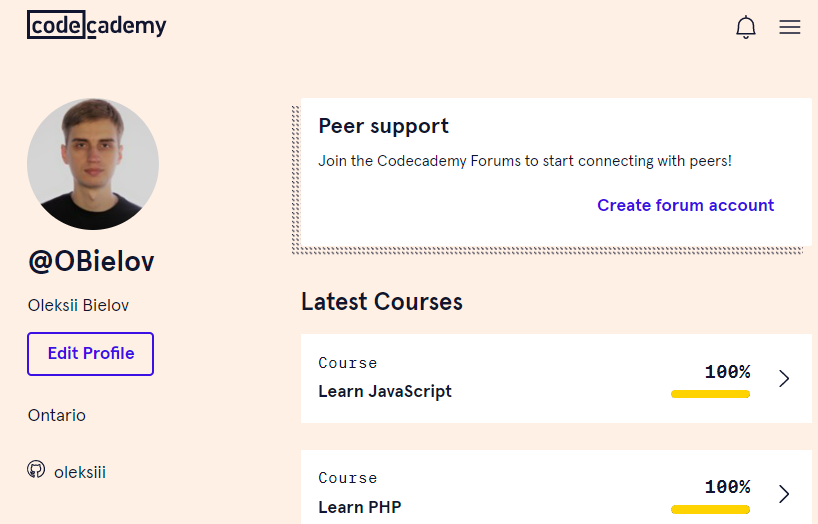 codecademy
Peer support
Join the Codecademy Forums to start connecting with peers!
Create forum account
@OBielov
Oleksii Bielov
Edit Profile
Ontario
oleksiii
Latest Courses
Course
Learn JavaScript
100%
Course
Learn PHP
100%